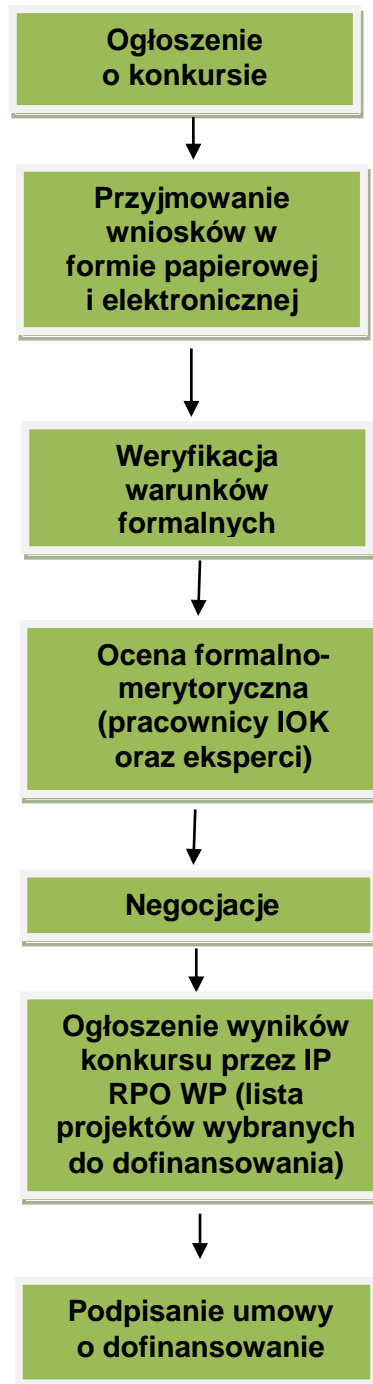 Ogłoszenie
o konkursie
Przyjmowanie
wniosków w
formie papierowej
i elektronicznej
Weryfikacja
warunków
formalnych
Ocena formalno-
merytoryczna
(pracownicy IOK
oraz eksperci)
Negocjacje
Ogłoszenie wyników
konkursu przez IP
RPO WP (lista
projektów wybranych
do dofinansowania)
Podpisanie umowy
o dofinansowanie